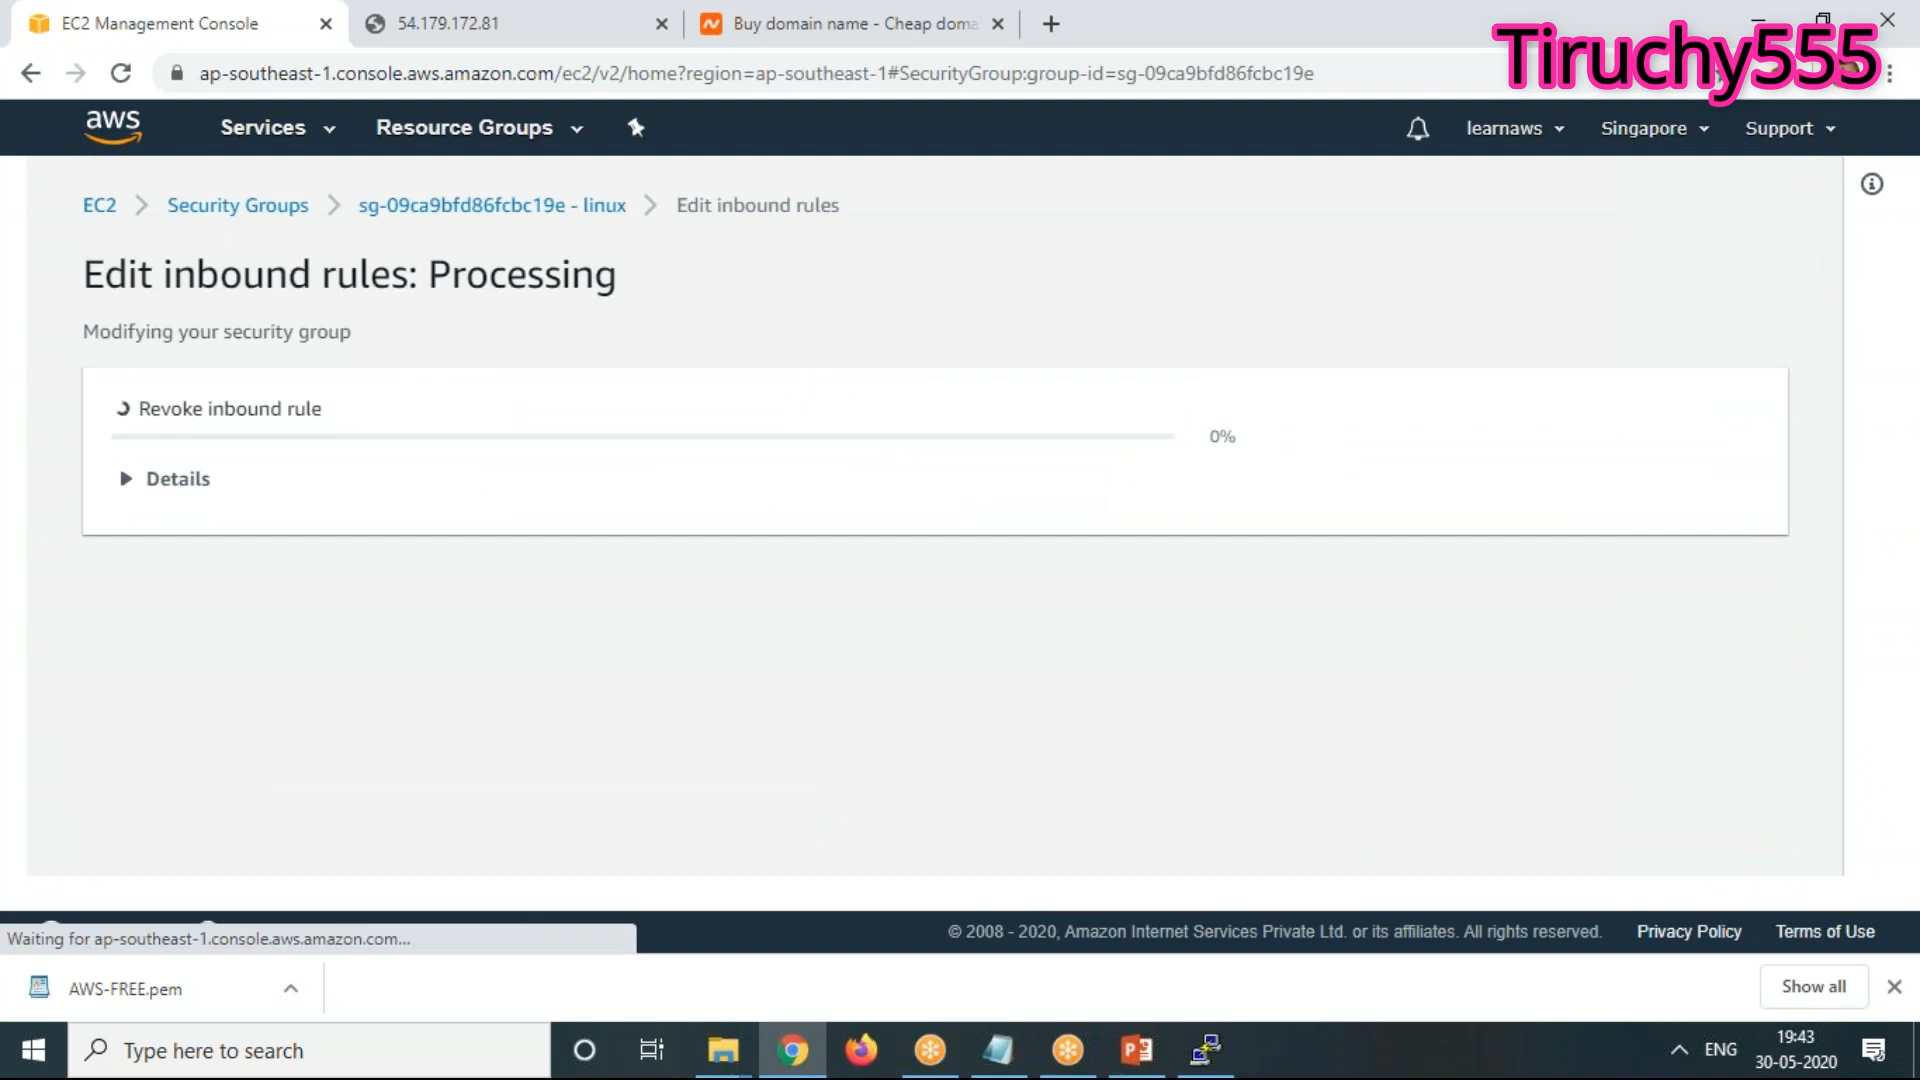 EC2 Management Console
54.179.172.81
Buy domain name - Cheap doma
Tiruchy555
ap-southeast-1.console.aws.amazon.com/ec2/v2/home?region=ap-southeast-1#SecurityGroup:group-id=sg-09ca9bfd86fcbc19e
aws
Services
Resource Groups
learnaws
Singapore
Support
EC2
Security Groups
sg-09ca9bfd86fcbc19e - linux
Edit inbound rules
Edit inbound rules: Processing
Modifying your security group
Revoke inbound rule
0%
Details
Waiting for ap-southeast-1.console.aws.amazon.com...
© 2008 - 2020, Amazon Internet Services Private Ltd. or its affiliates. All rights reserved.
Privacy Policy
Terms of Use
AWS-FREE.pem
Show all
Type here to search
ENG
19:43
30-05-2020